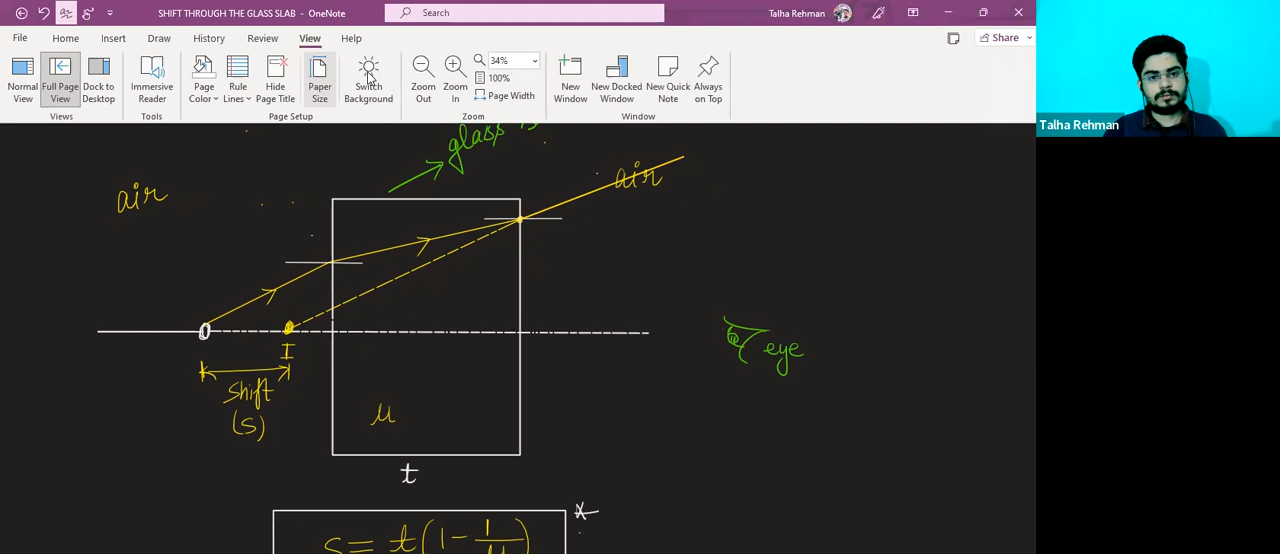 SHIFT THROUGH THE GLASS SLAB - OneNote
Search
Talha Rehman
File Home Insert Draw History Review View Help
Share
Normal View
Full Page View
Dock to Desktop
Immersive Reader
Page Color
Rule Lines
Hide Page Title
Paper Size
Switch Background
Zoom Out
Zoom In
34%
100%
Page Width
New Window
New Docked Window
New Quick Note
Always on Top
Views
Tools
Page Setup
Zoom
Window
Talha Rehman
glass
air
air
O
I
eye
shift
(s)
μ
t
S = t(1 - 1/μ)